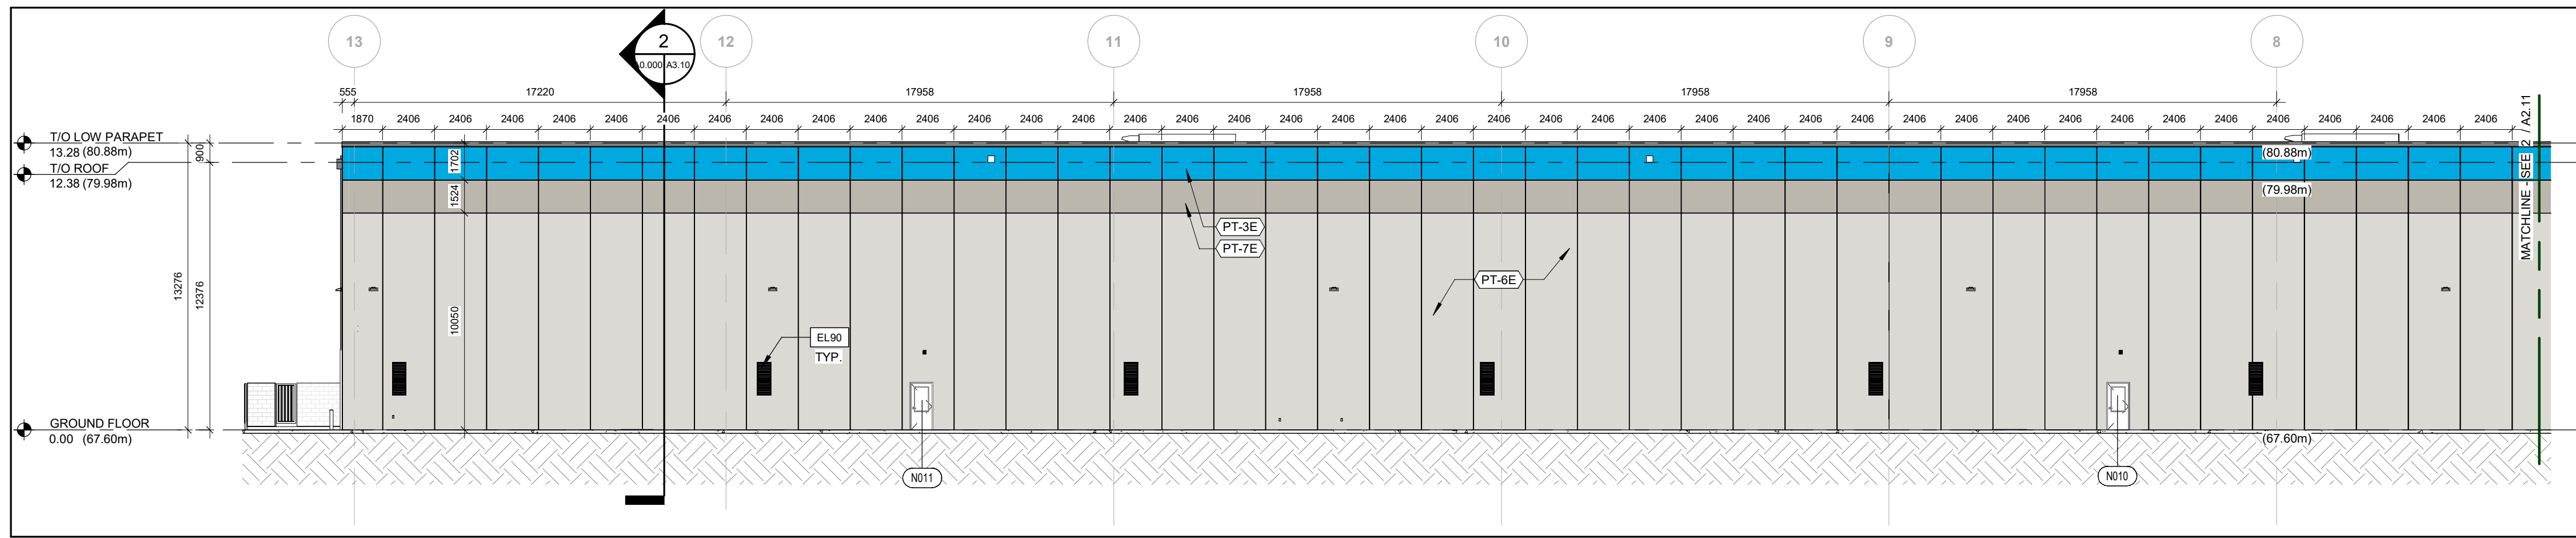 13
2
12
11
10
9
8
0.000 A3.10
555
17220
17958
17958
17958
17958
1870 2406 2406 2406 2406 2406 2406 2406 2406 2406 2406 2406 2406 2406 2406 2406 2406 2406 2406 2406 2406 2406 2406 2406 2406 2406 2406 2406 2406 2406 2406 2406 2406 2406 2406 2406 2406 2406 2406 2406 2406 2406
T/O LOW PARAPET
13.28 (80.88m)
T/O ROOF
12.38 (79.98m)
900
1702
1524
13276
12376
10050
(80.88m)
(79.98m)
MATCHLINE - SEE 2 / A2.11
PT-3E
PT-7E
PT-6E
EL90
TYP.
GROUND FLOOR
0.00 (67.60m)
(67.60m)
N011
N010